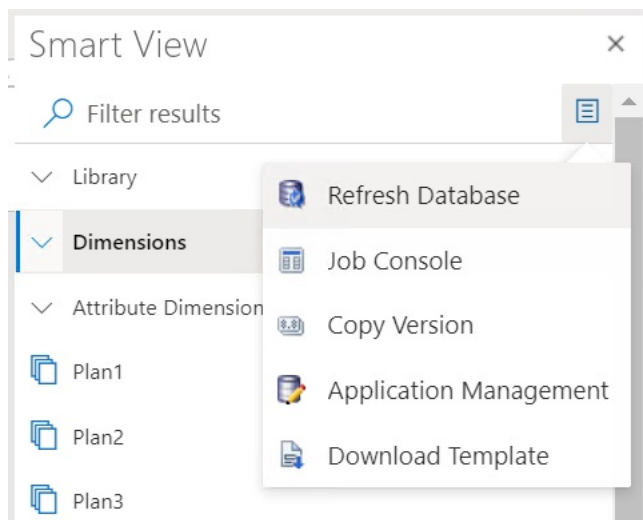 Smart View
Filter results
Library
Refresh Database
Dimensions
Job Console
Attribute Dimension
Copy Version
Plan1
Application Management
Plan2
Download Template
Plan3